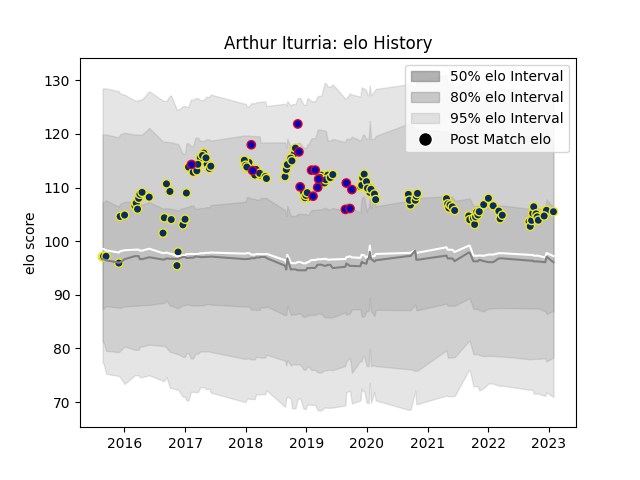 Arthur Iturria: elo History
50% elo Interval
80% elo Interval
95% elo Interval
Post Match elo
elo score
130
120
110
100
90
80
70
2016 2017 2018 2019 2020 2021 2022 2023